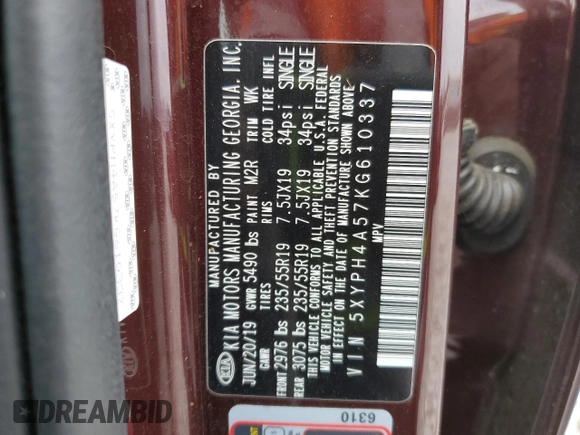 MANUFACTURED BY
KIA KIA MOTORS MANUFACTURING GEORGIA, INC.
JUN/20/19 GVWR 5490 lbs PAINT M2R TRIM WK
GAWR TIRES RIMS COLD TIRE INFL
FRONT 2976 lbs 235/55R19 7.5JX19 34psi SINGLE
REAR 3075 lbs 235/55R19 7.5JX19 34psi SINGLE
THIS VEHICLE CONFORMS TO ALL APPLICABLE U.S.A. FEDERAL
MOTOR VEHICLE SAFETY AND THEFT PREVENTION STANDARDS
IN EFFECT ON THE DATE OF MANUFACTURE SHOWN ABOVE.
VIN 5XYPH4A57KG610337
MPV
6310
DREAMBID